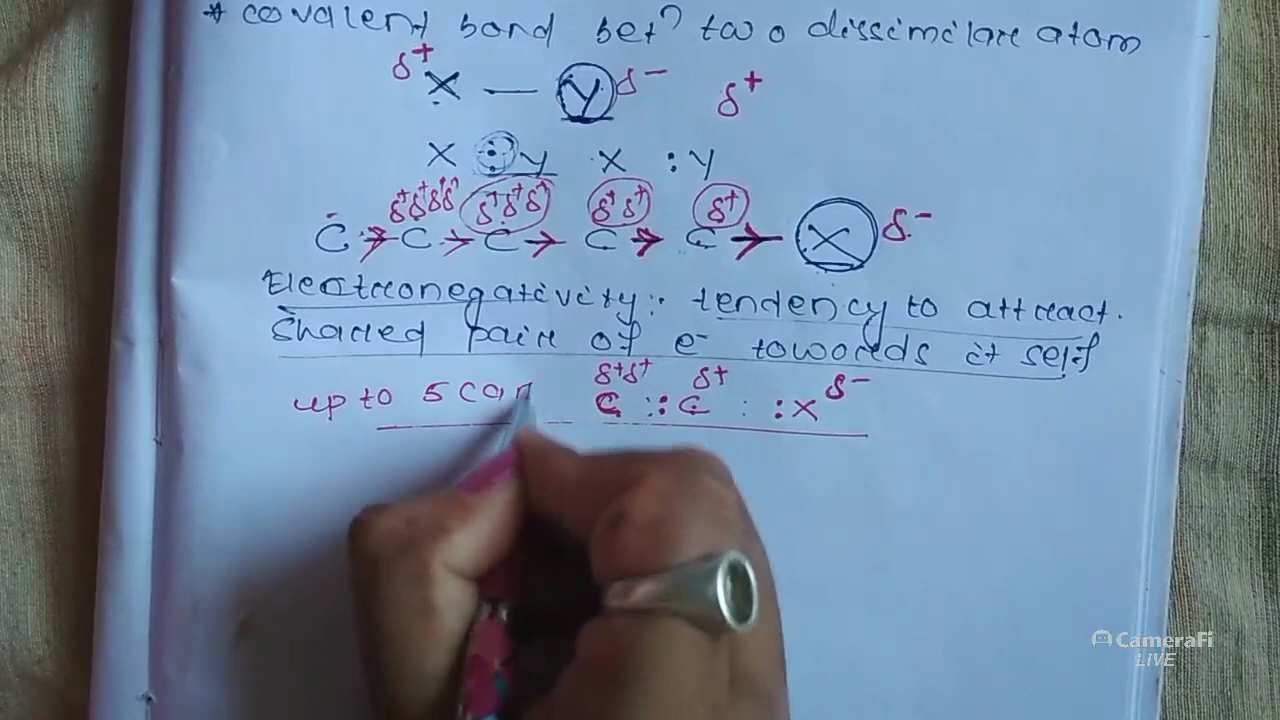 * covalent bond betⁿ two dissimilar atom
δ+ X — Y δ- δ+
X : Y X : Y
δ+δ+δ+δ+ δ+δ+δ+ δ+δ+ δ+
C → C → C → C → C → X δ-
Electronegativity: tendency to attract.
shared pair of e- towards it self
δ+δ+ δ+ δ-
up to 5 car C :: C : : X
CameraFi
LIVE